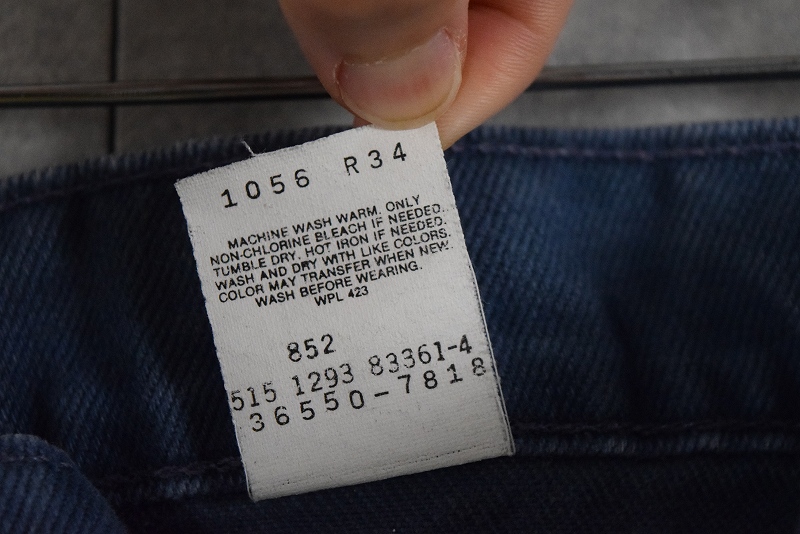 1056 R34
MACHINE WASH WARM. ONLY
NON-CHLORINE BLEACH IF NEEDED.
TUMBLE DRY. HOT IRON IF NEEDED.
WASH AND DRY WITH LIKE COLORS.
COLOR MAY TRANSFER WHEN NEW.
WASH BEFORE WEARING.
WPL 423
852
515 1293 83361-4
36550-7818